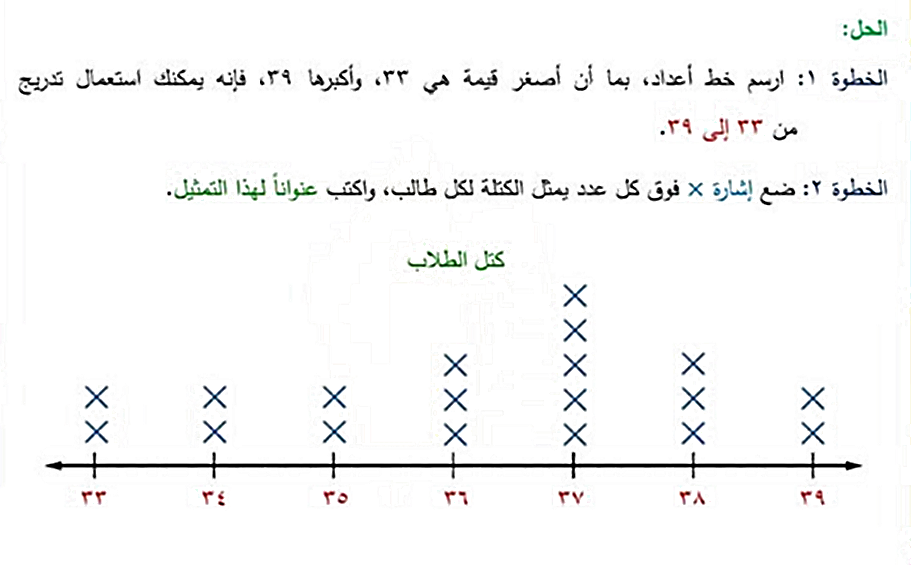 الحل:
الخطوة ١: ارسم خط أعداد، بما أن أصغر قيمة هي ٣٣، وأكبرها ٣٩، فإنه يمكنك استعمال تدريج
من ٣٣ إلى ٣٩.
الخطوة ٢: ضع إشارة × فوق كل عدد يمثل الكتلة لكل طالب، واكتب عنواناً لهذا التمثيل.
كتل الطلاب
٣٣ ٣٤ ٣٥ ٣٦ ٣٧ ٣٨ ٣٩